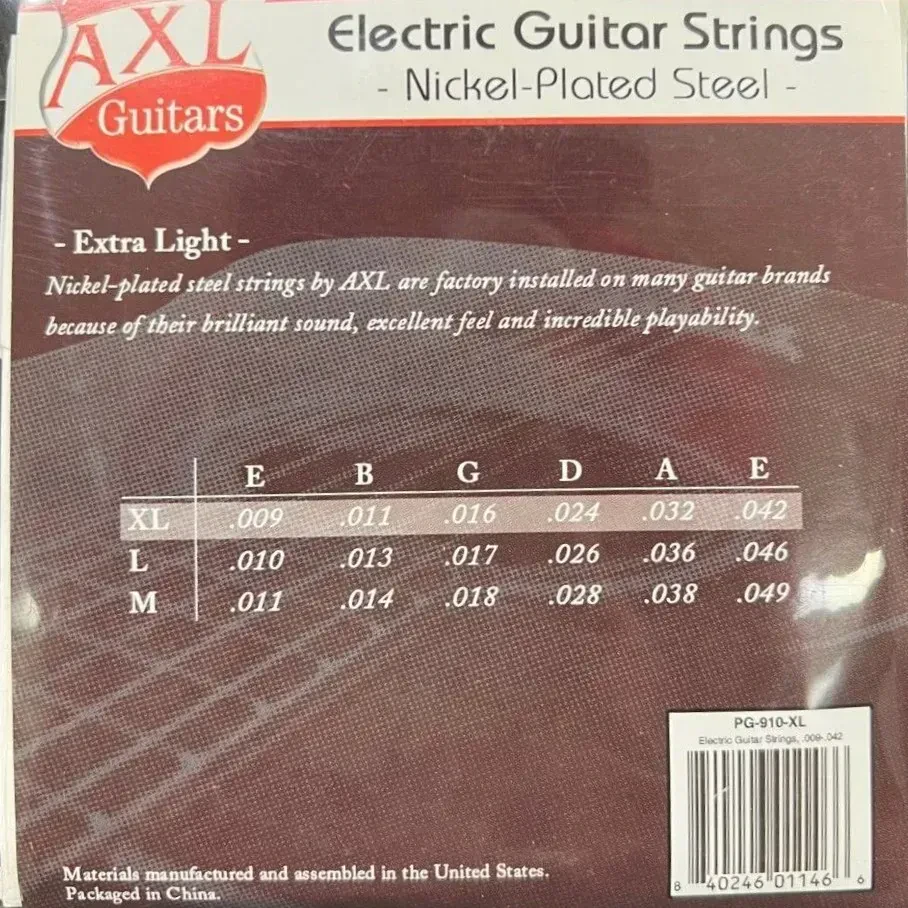 AXL
Guitars
Electric Guitar Strings
- Nickel-Plated Steel -
- Extra Light -
Nickel-plated steel strings by AXL are factory installed on many guitar brands
because of their brilliant sound, excellent feel and incredible playability.
E B G D A E
XL .009 .011 .016 .024 .032 .042
L .010 .013 .017 .026 .036 .046
M .011 .014 .018 .028 .038 .049
PG-910-XL
Electric Guitar Strings, .009-.042
8 40246 01146 6
Materials manufactured and assembled in the United States.
Packaged in China.